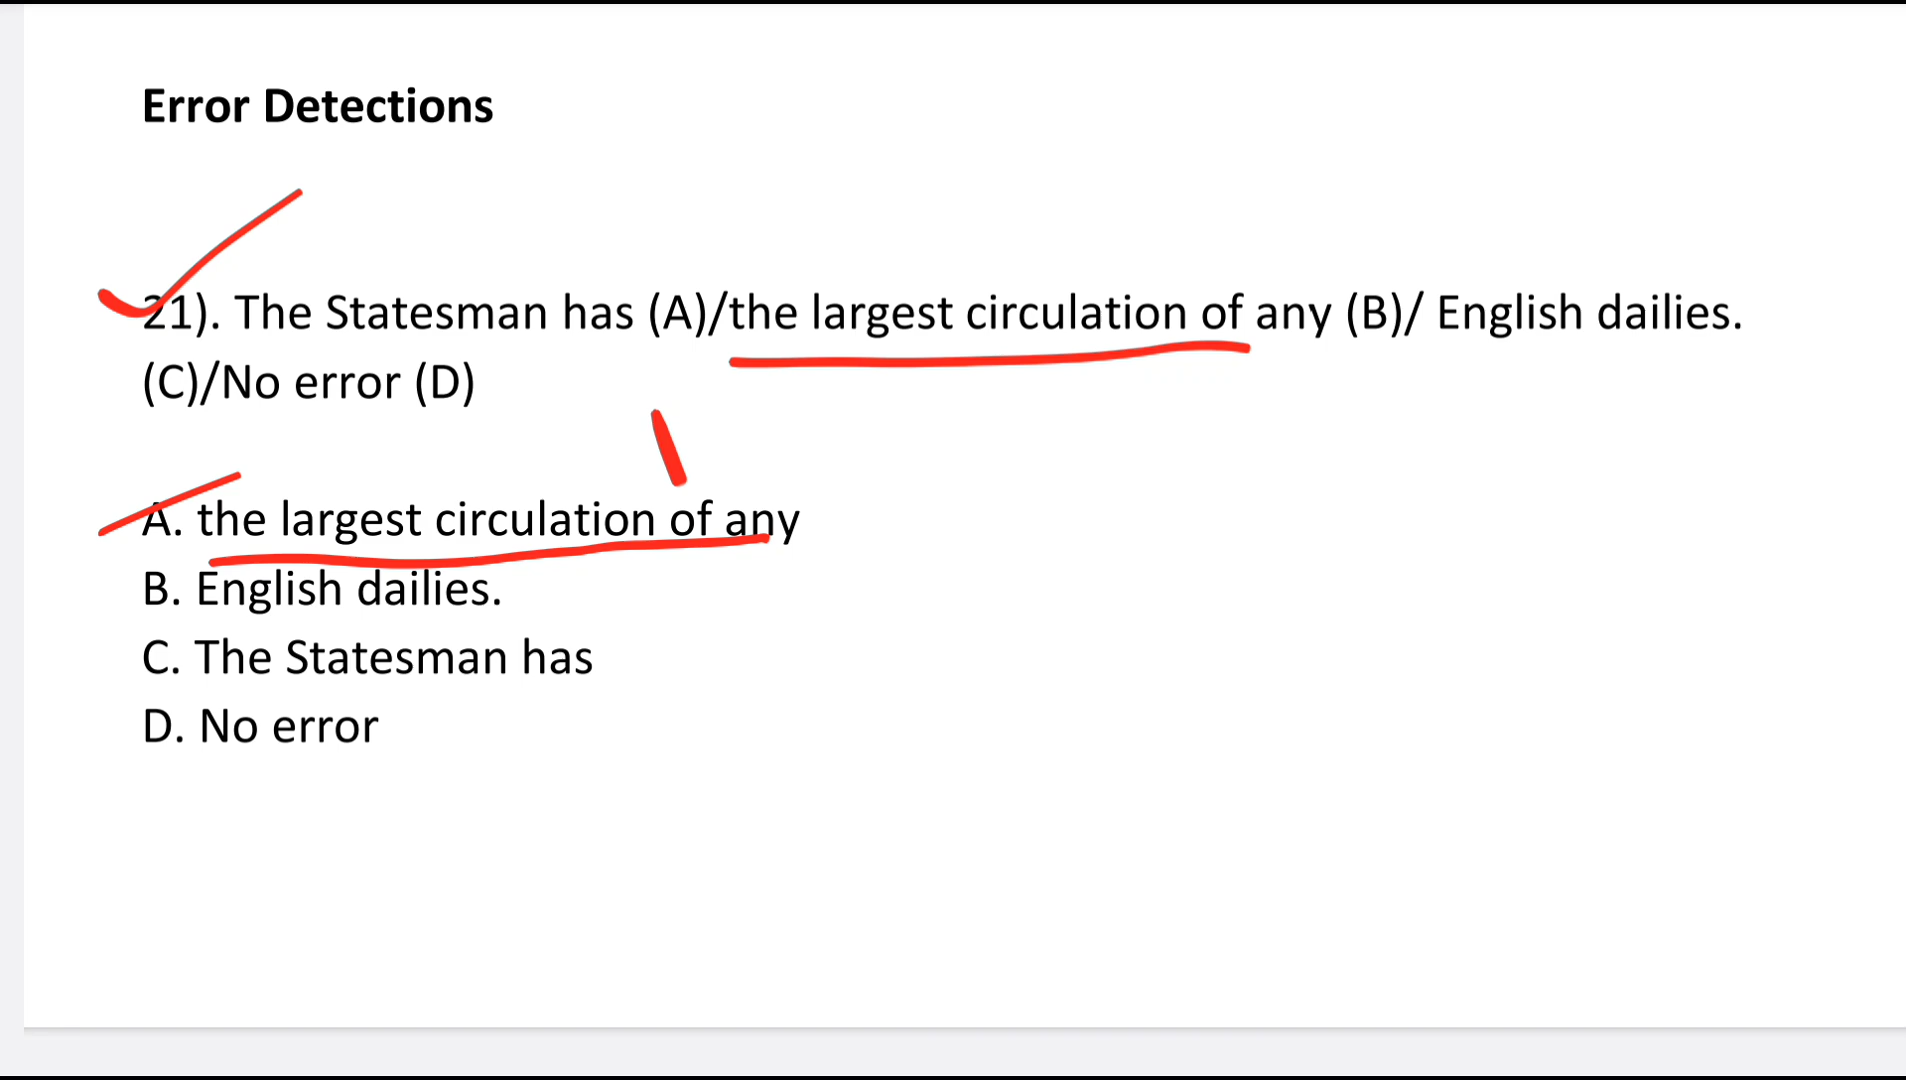 Error Detections
21). The Statesman has (A)/the largest circulation of any (B)/ English dailies.
(C)/No error (D)
A. the largest circulation of any
B. English dailies.
C. The Statesman has
D. No error